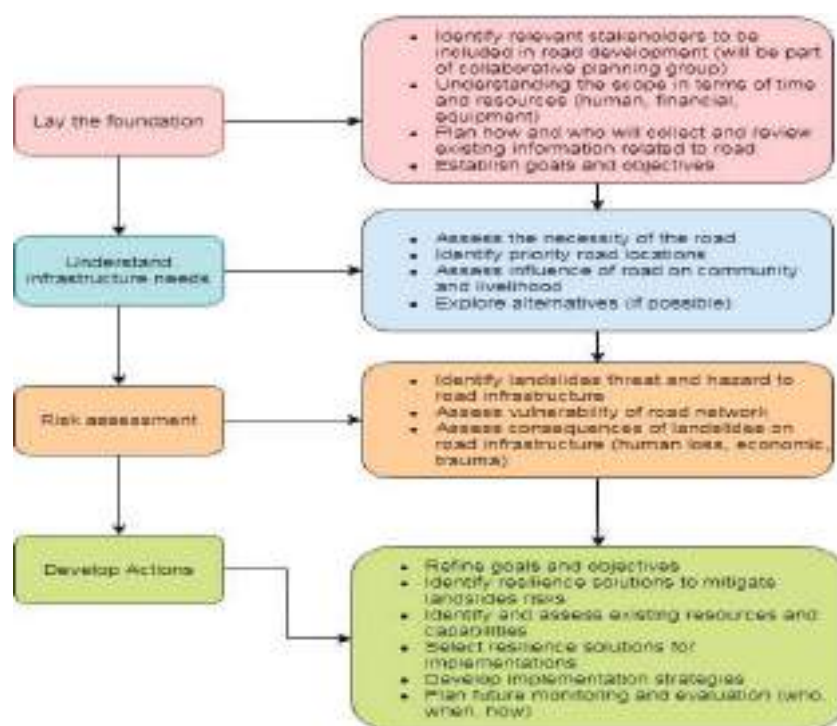 Lay the foundation
• Identify relevant stakeholders to be
included in road development (will be part
of collaborative planning group)
• Understanding the scope in terms of time
and resources (human, financial,
equipment)
• Plan how and who will collect and review
existing information related to road
• Establish goals and objectives
Understand
infrastructure needs
• Assess the necessity of the road
• Identify priority road locations
• Assess influence of road on community
and livelihood
• Explore alternatives (if possible)
Risk assessment
• Identify landslides threat and hazard to
road infrastructure
• Assess vulnerability of road network
• Assess consequences of landslides on
road infrastructure (human loss, economic,
trauma)
Develop Actions
• Refine goals and objectives
• Identify resilience solutions to mitigate
landslides risks
• Identify and assess existing resources and
capabilities
• Select resilience solutions for
implementations
• Develop implementation strategies
• Plan future monitoring and evaluation (who,
when, how)